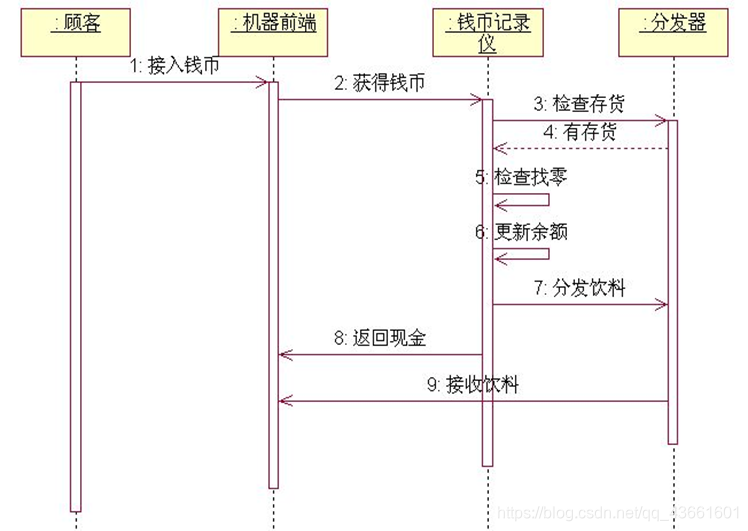 : 顾客
: 机器前端
: 钱币记录
仪
: 分发器
1: 接入钱币
2: 获得钱币
3: 检查存货
4: 有存货
5: 检查找零
6: 更新余额
7: 分发饮料
8: 返回现金
9: 接收饮料
https://blog.csdn.net/qq_43661601